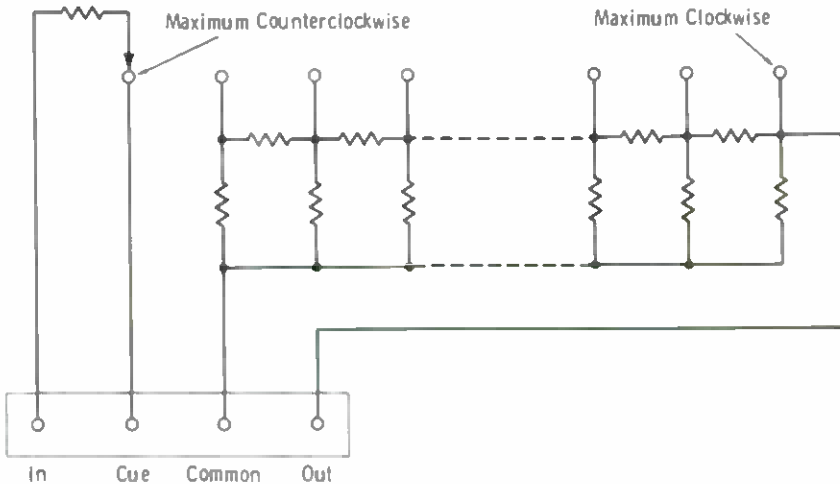 Maximum Counterclockwise
Maximum Clockwise
In
Cue
Common
Out